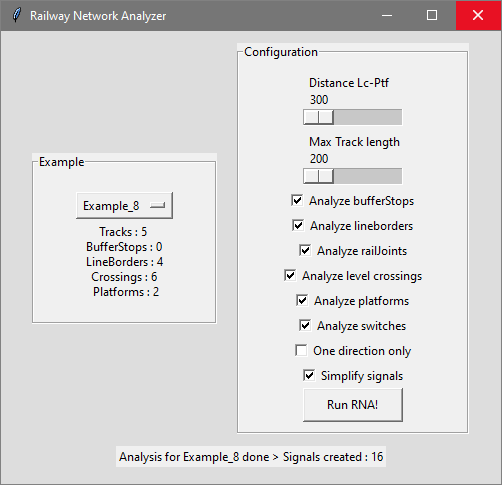 Railway Network Analyzer
Configuration
Distance Lc-Ptf
300
Max Track length
200
Analyze bufferStops
Analyze lineborders
Analyze railJoints
Analyze level crossings
Analyze platforms
Analyze switches
One direction only
Simplify signals
Run RNA!
Example
Example_8
Tracks : 5
BufferStops : 0
LineBorders : 4
Crossings : 6
Platforms : 2
Analysis for Example_8 done > Signals created : 16